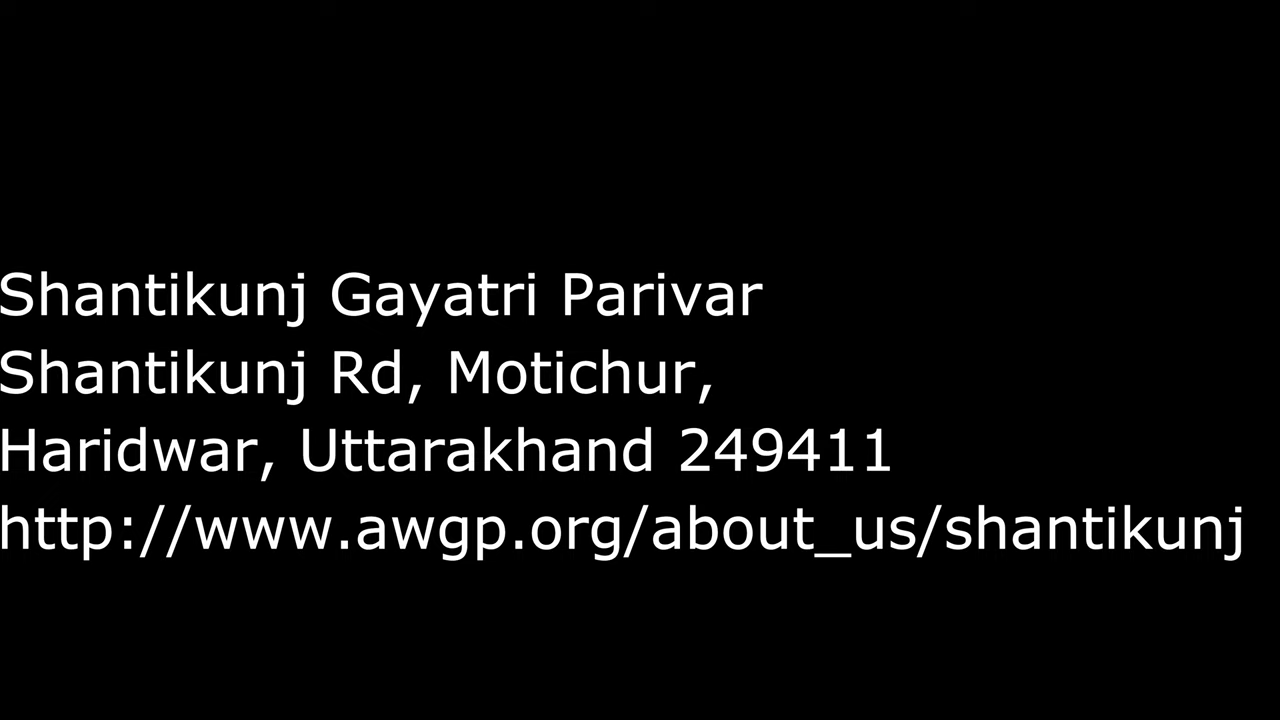 Shantikunj Gayatri Parivar
Shantikunj Rd, Motichur,
Haridwar, Uttarakhand 249411
http://www.awgp.org/about_us/shantikunj